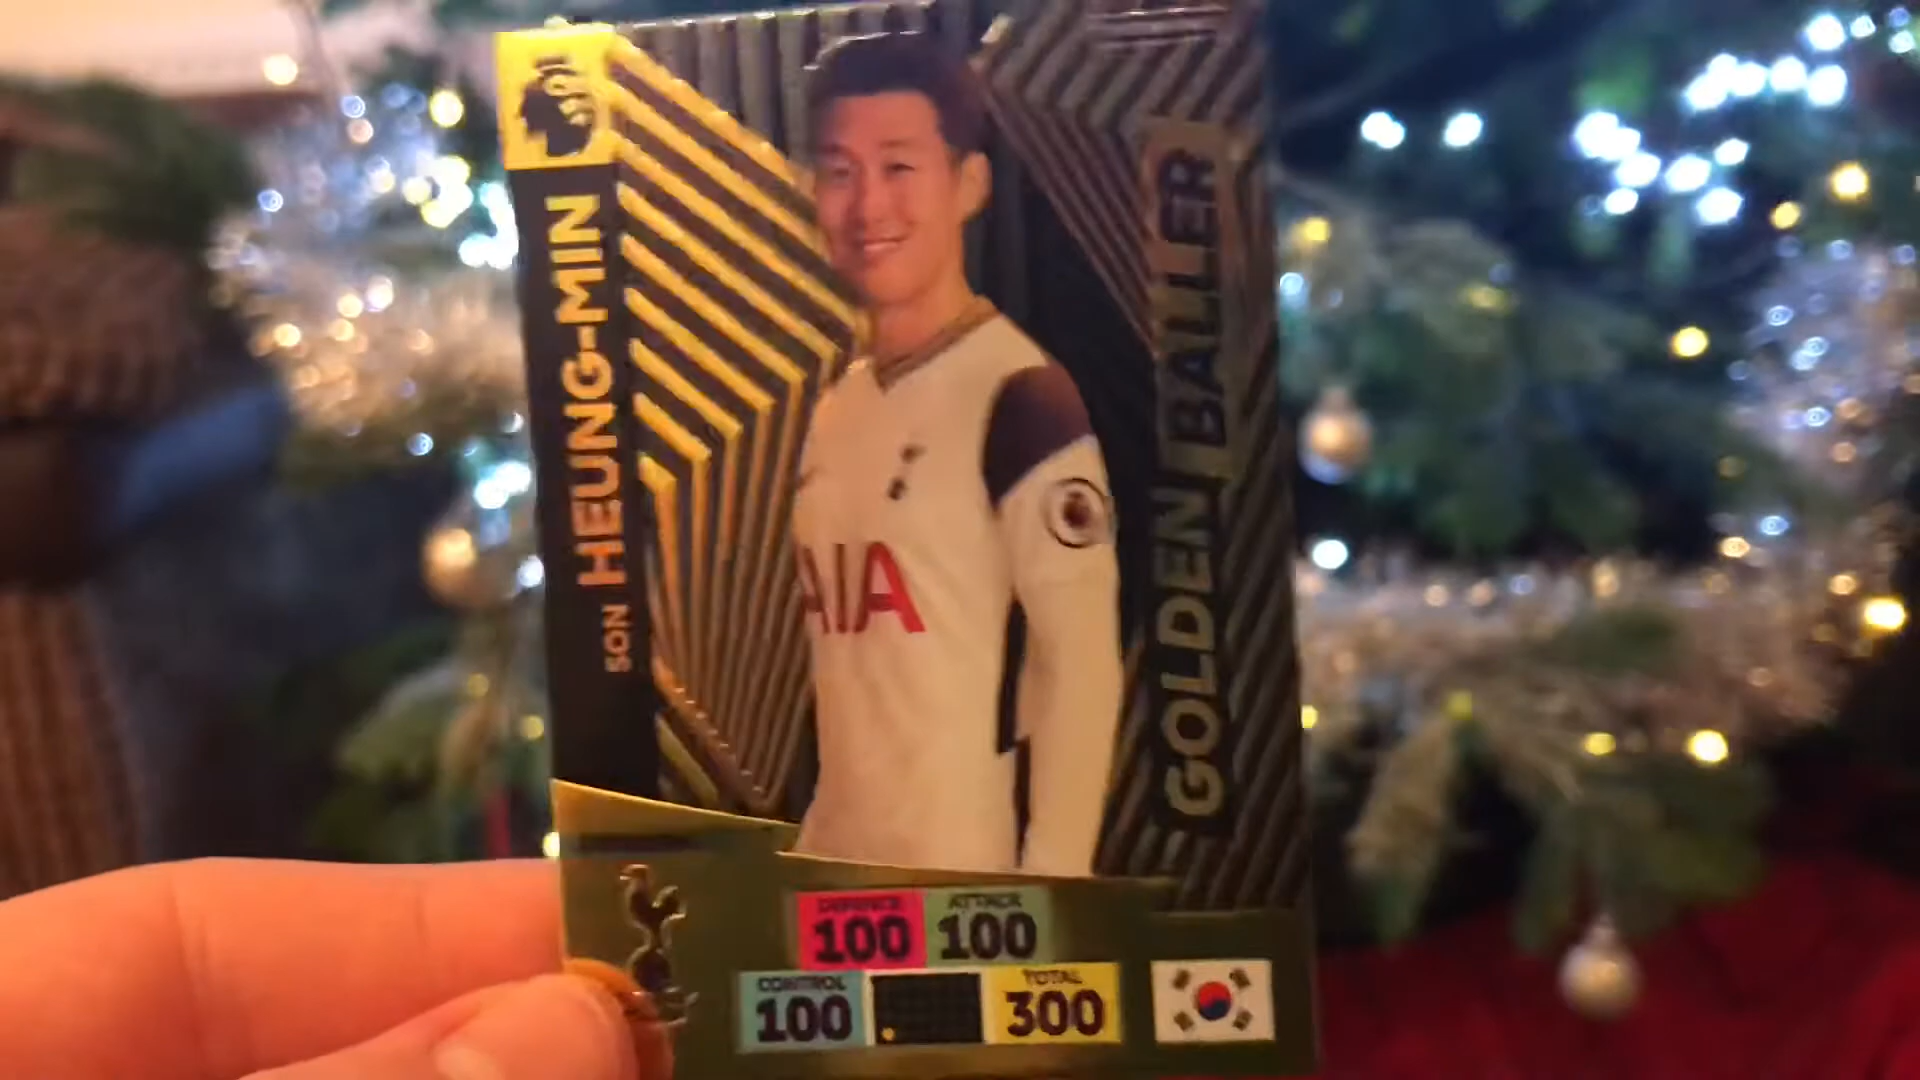 SON HEUNG-MIN
GOLDEN BALLER
AIA
DEFENCE
100
ATTACK
100
CONTROL
100
TOTAL
300